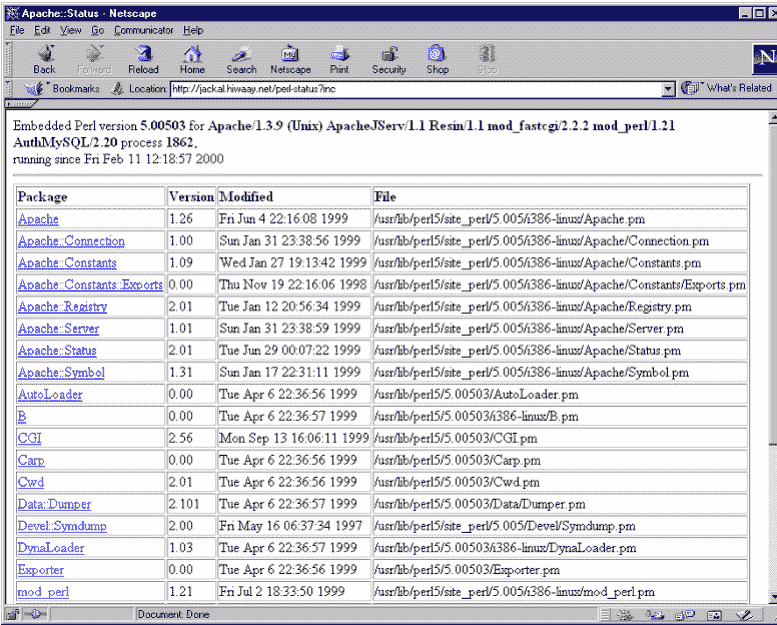 Apache::Status - Netscape
File Edit View Go Communicator Help
Back Forward Reload Home Search Netscape Print Security Shop Stop
Bookmarks Location: http://jackal.hiwaay.net/perl-status?inc What's Related
Embedded Perl version 5.00503 for Apache/1.3.9 (Unix) ApacheJServ/1.1 Resin/1.1 mod_fastcgi/2.2.2 mod_perl/1.21
AuthMySQL/2.20 process 1862,
running since Fri Feb 11 12:18:57 2000
Package Version Modified File
Apache 1.26 Fri Jun 4 22:16:08 1999 /usr/lib/perl5/site_perl/5.005/i386-linux/Apache.pm
Apache::Connection 1.00 Sun Jan 31 23:38:56 1999 /usr/lib/perl5/site_perl/5.005/i386-linux/Apache/Connection.pm
Apache::Constants 1.09 Wed Jan 27 19:13:42 1999 /usr/lib/perl5/site_perl/5.005/i386-linux/Apache/Constants.pm
Apache::Constants::Exports 0.00 Thu Nov 19 22:16:06 1998 /usr/lib/perl5/site_perl/5.005/i386-linux/Apache/Constants/Exports.pm
Apache::Registry 2.01 Tue Jan 12 20:56:34 1999 /usr/lib/perl5/site_perl/5.005/i386-linux/Apache/Registry.pm
Apache::Server 1.01 Sun Jan 31 23:38:59 1999 /usr/lib/perl5/site_perl/5.005/i386-linux/Apache/Server.pm
Apache::Status 2.01 Tue Jun 29 00:07:22 1999 /usr/lib/perl5/site_perl/5.005/i386-linux/Apache/Status.pm
Apache::Symbol 1.31 Sun Jan 17 22:31:11 1999 /usr/lib/perl5/site_perl/5.005/i386-linux/Apache/Symbol.pm
AutoLoader 0.00 Tue Apr 6 22:36:56 1999 /usr/lib/perl5/5.00503/AutoLoader.pm
B 0.00 Tue Apr 6 22:36:57 1999 /usr/lib/perl5/5.00503/i386-linux/B.pm
CGI 2.56 Mon Sep 13 16:06:11 1999 /usr/lib/perl5/5.00503/CGI.pm
Carp 0.00 Tue Apr 6 22:36:56 1999 /usr/lib/perl5/5.00503/Carp.pm
Cwd 2.01 Tue Apr 6 22:36:56 1999 /usr/lib/perl5/5.00503/Cwd.pm
Data::Dumper 2.101 Tue Apr 6 22:36:57 1999 /usr/lib/perl5/5.00503/Data/Dumper.pm
Devel::Symdump 2.00 Fri May 16 06:37:34 1997 /usr/lib/perl5/site_perl/5.005/Devel/Symdump.pm
DynaLoader 1.03 Tue Apr 6 22:36:57 1999 /usr/lib/perl5/5.00503/i386-linux/DynaLoader.pm
Exporter 0.00 Tue Apr 6 22:36:56 1999 /usr/lib/perl5/5.00503/Exporter.pm
mod_perl 1.21 Fri Jul 2 18:33:50 1999 /usr/lib/perl5/site_perl/5.005/i386-linux/mod_perl.pm
Document: Done